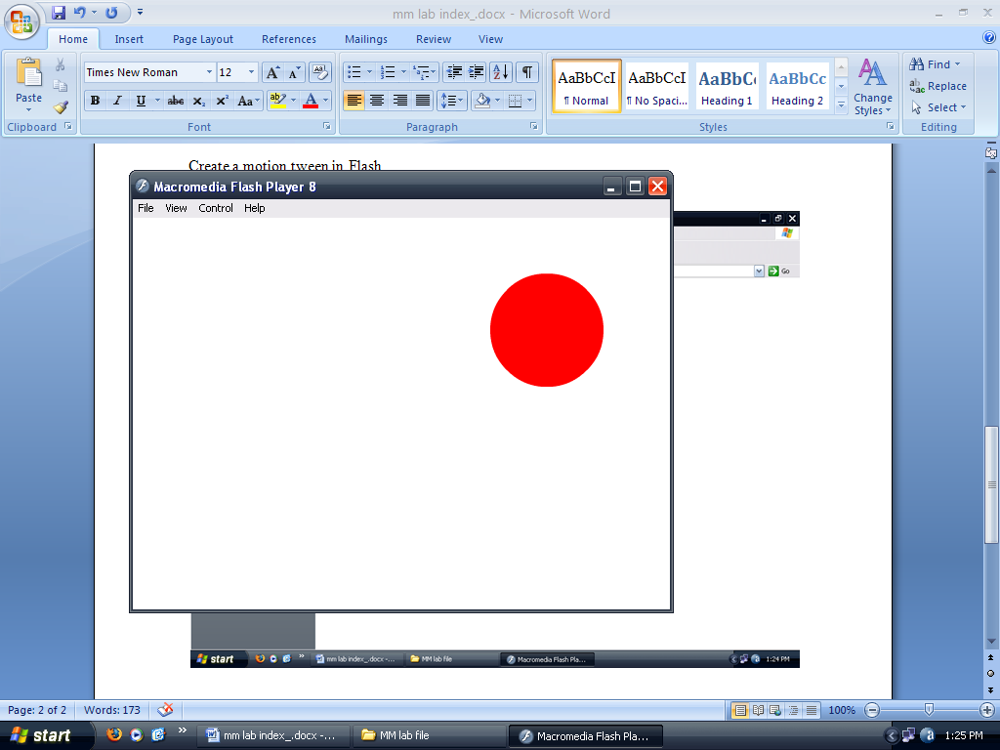 mm lab index_.docx - Microsoft Word
Home Insert Page Layout References Mailings Review View
Paste
Clipboard
Times New Roman 12
B I U abc x₂ x² Aa
Font
Paragraph
AaBbCcI AaBbCcI AaBbC AaBbCc
¶ Normal ¶ No Spaci... Heading 1 Heading 2
Change
Styles
Styles
Find
Replace
Select
Editing
Create a motion tween in Flash
Macromedia Flash Player 8
File View Control Help
Go
start mm lab index_.docx -... MM lab file Macromedia Flash Pla... 1:24 PM
Page: 2 of 2 Words: 173 100%
start mm lab index_.docx -... MM lab file Macromedia Flash Pla... 1:25 PM